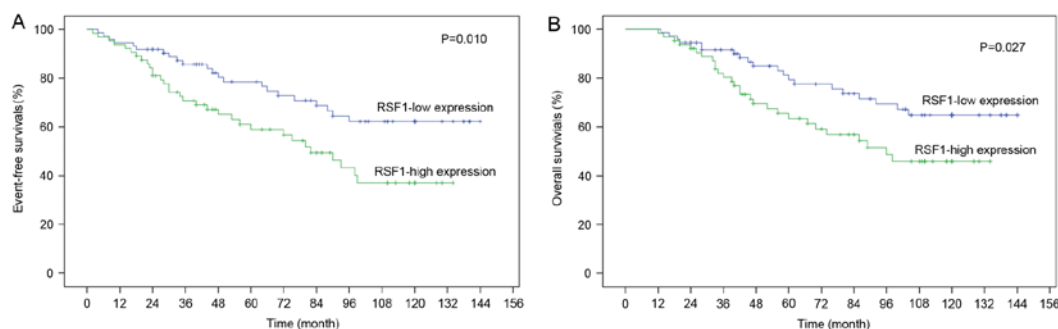 A
P=0.010
RSF1-low expression
RSF1-high expression
Event-free survivals (%)
100
80
60
40
20
0
0 12 24 36 48 60 72 84 96 108 120 132 144 156
Time (month)
B
P=0.027
RSF1-low expression
RSF1-high expression
Overall survivials (%)
100
80
60
40
20
0
0 12 24 36 48 60 72 84 96 108 120 132 144 156
Time (month)